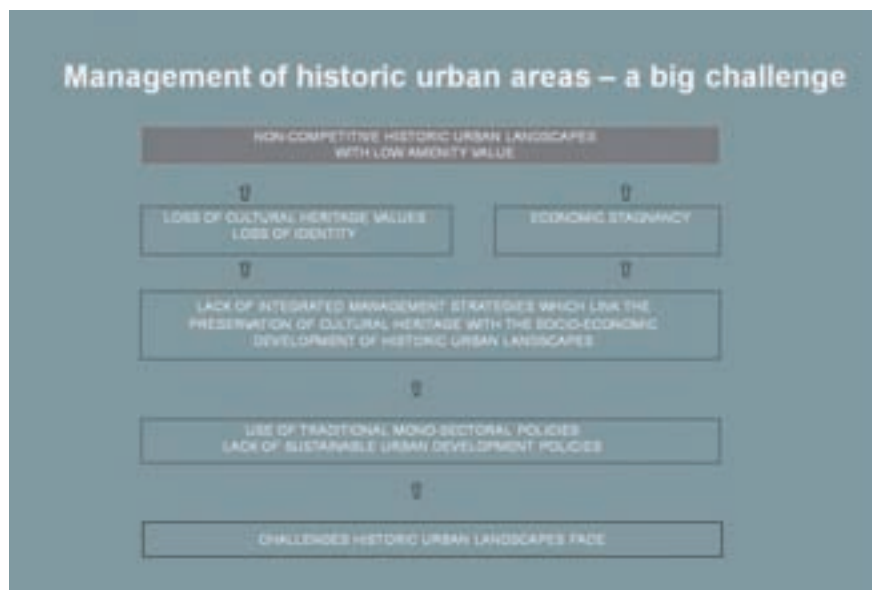 Management of historic urban areas – a big challenge
NON-COMPETITIVE HISTORIC URBAN LANDSCAPES
WITH LOW AMENITY VALUE
LOSS OF CULTURAL HERITAGE VALUES
LOSS OF IDENTITY
ECONOMIC STAGNANCY
LACK OF INTEGRATED MANAGEMENT STRATEGIES WHICH LINK THE
PRESERVATION OF CULTURAL HERITAGE WITH THE SOCIO-ECONOMIC
DEVELOPMENT OF HISTORIC URBAN LANDSCAPES
USE OF TRADITIONAL MONO-SECTORAL POLICIES
LACK OF SUSTAINABLE URBAN DEVELOPMENT POLICIES
CHALLENGES HISTORIC URBAN LANDSCAPES FACE